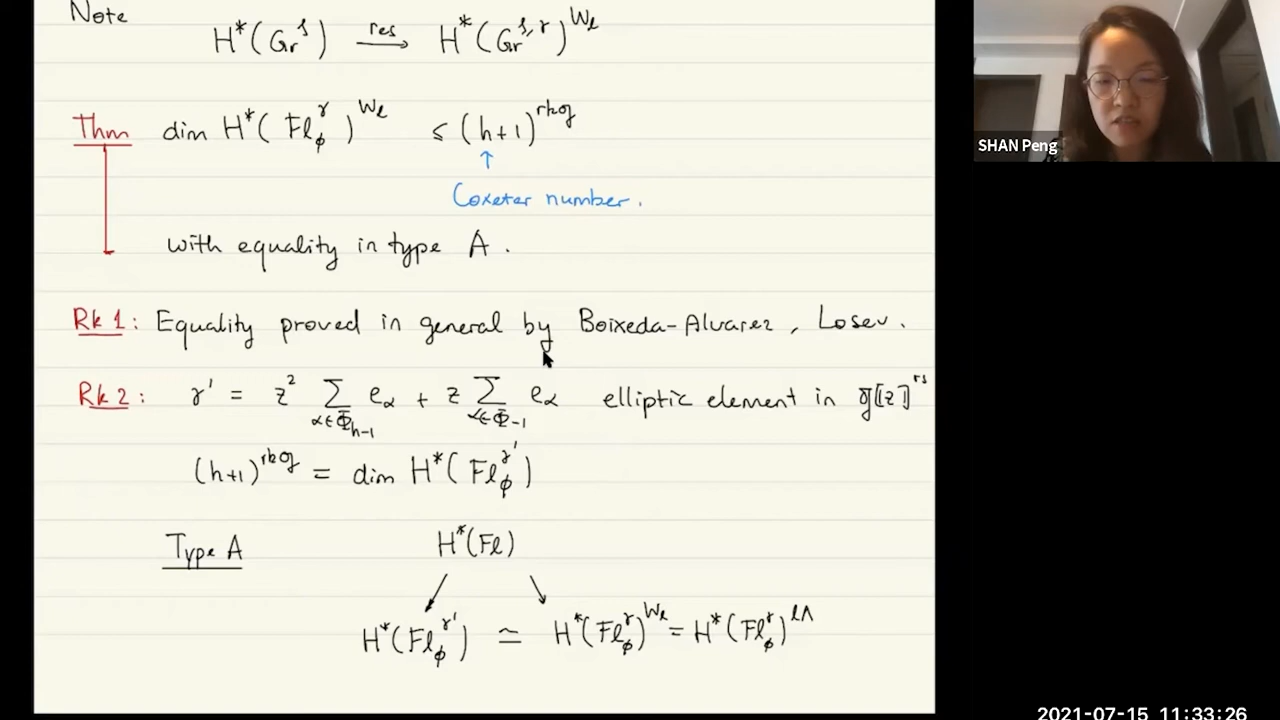 Note
H*(Gr^ζ) --res--> H*(Gr^{ζ,γ})^{W_ℓ}
Thm dim H*(Fl_ϕ^γ)^{W_ℓ} ≤ (h+1)^{rkg}
↑
Coxeter number.
with equality in type A.
Rk 1: Equality proved in general by Boixeda-Alvarez, Losev.
Rk 2: γ' = z² Σ_{α∈Φ_{h-1}} e_α + z Σ_{α∈Φ_{-1}} e_α elliptic element in g[[z]]^{rs}
(h+1)^{rkg} = dim H*(Fl_ϕ^{γ'})
Type A H*(Fl)
↙ ↘
H*(Fl_ϕ^{γ'}) ≃ H*(Fl_ϕ^γ)^{W_ℓ} = H*(Fl_ϕ^γ)^{ℓΛ}
SHAN Peng
2021-07-15 11:33:26